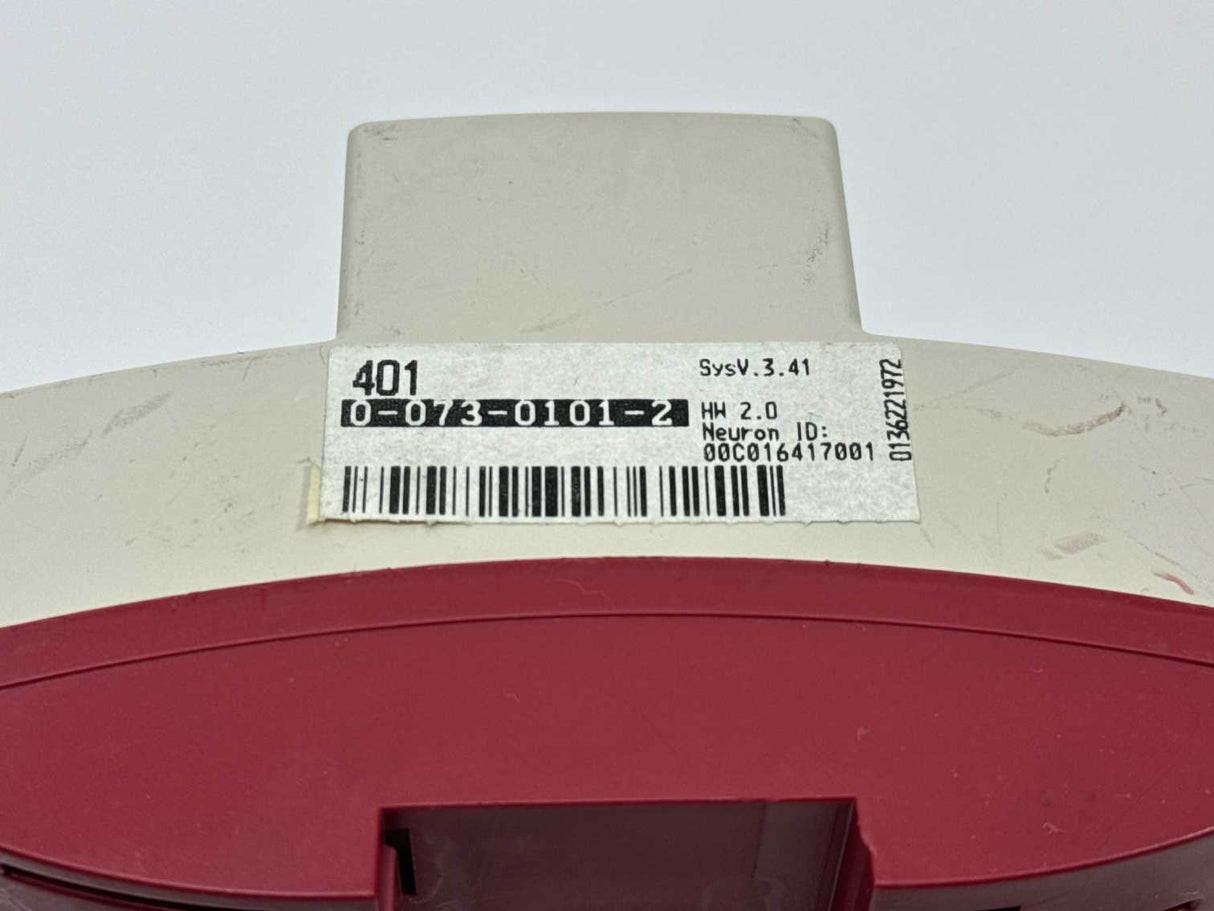 401
0-073-0101-2
SysV.3.41
HW 2.0
Neuron ID:
00C016417001
0136221972